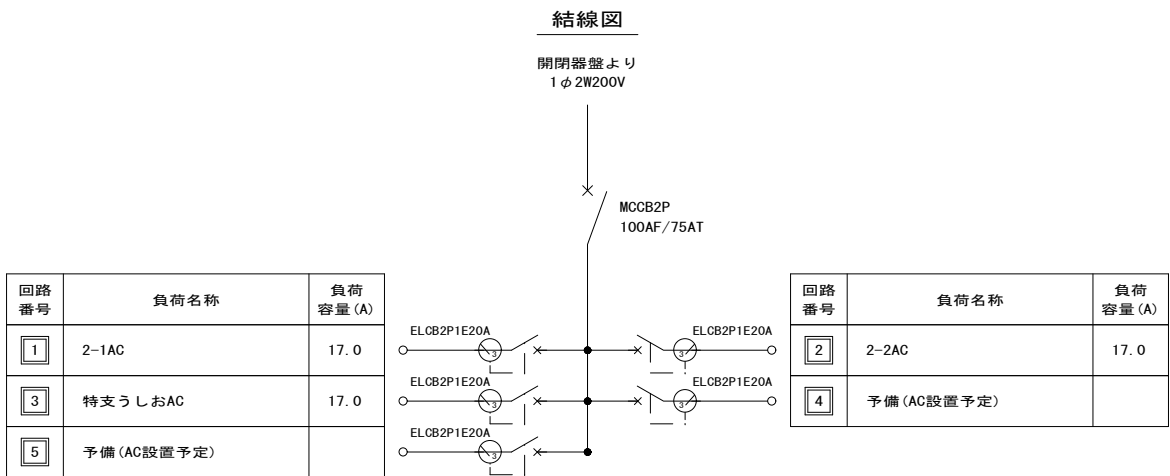 結線図
開閉器盤より
1φ2W200V
MCCB2P
100AF/75AT
回路番号 負荷名称 負荷容量(A)
1 2-1AC 17.0
3 特支うしおAC 17.0
5 予備(AC設置予定)
ELCB2P1E20A
3
ELCB2P1E20A
3
ELCB2P1E20A
3
ELCB2P1E20A
3
ELCB2P1E20A
3
回路番号 負荷名称 負荷容量(A)
2 2-2AC 17.0
4 予備(AC設置予定)